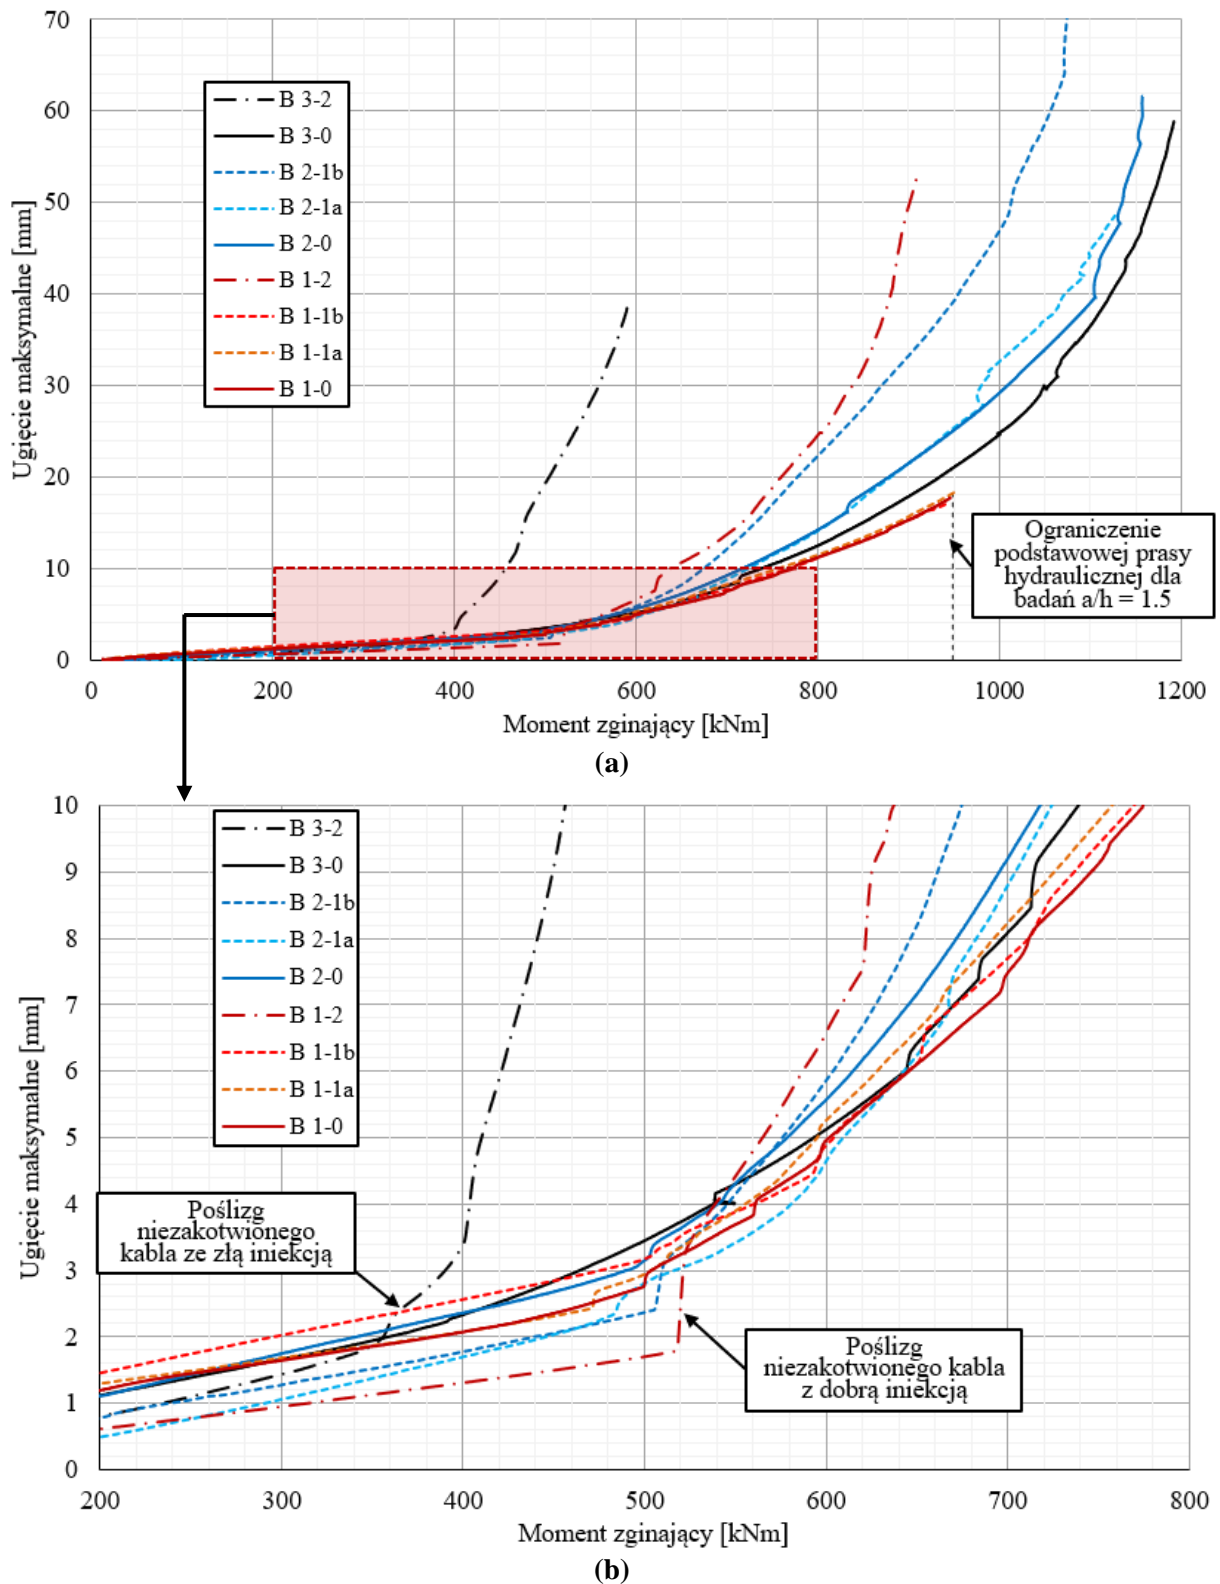 70
60
50
40
30
20
10
0
Ugięcie maksymalne [mm]
B 3-2
B 3-0
B 2-1b
B 2-1a
B 2-0
B 1-2
B 1-1b
B 1-1a
B 1-0
Ograniczenie
podstawowej prasy
hydraulicznej dla
badań a/h = 1.5
0 200 400 600 800 1000 1200
Moment zginający [kNm]
(a)
10
9
8
7
6
5
4
3
2
1
0
Ugięcie maksymalne [mm]
B 3-2
B 3-0
B 2-1b
B 2-1a
B 2-0
B 1-2
B 1-1b
B 1-1a
B 1-0
Poślizg
niezakotwionego
kabla ze złą iniekcją
Poślizg
niezakotwionego kabla
z dobrą iniekcją
200 300 400 500 600 700 800
Moment zginający [kNm]
(b)